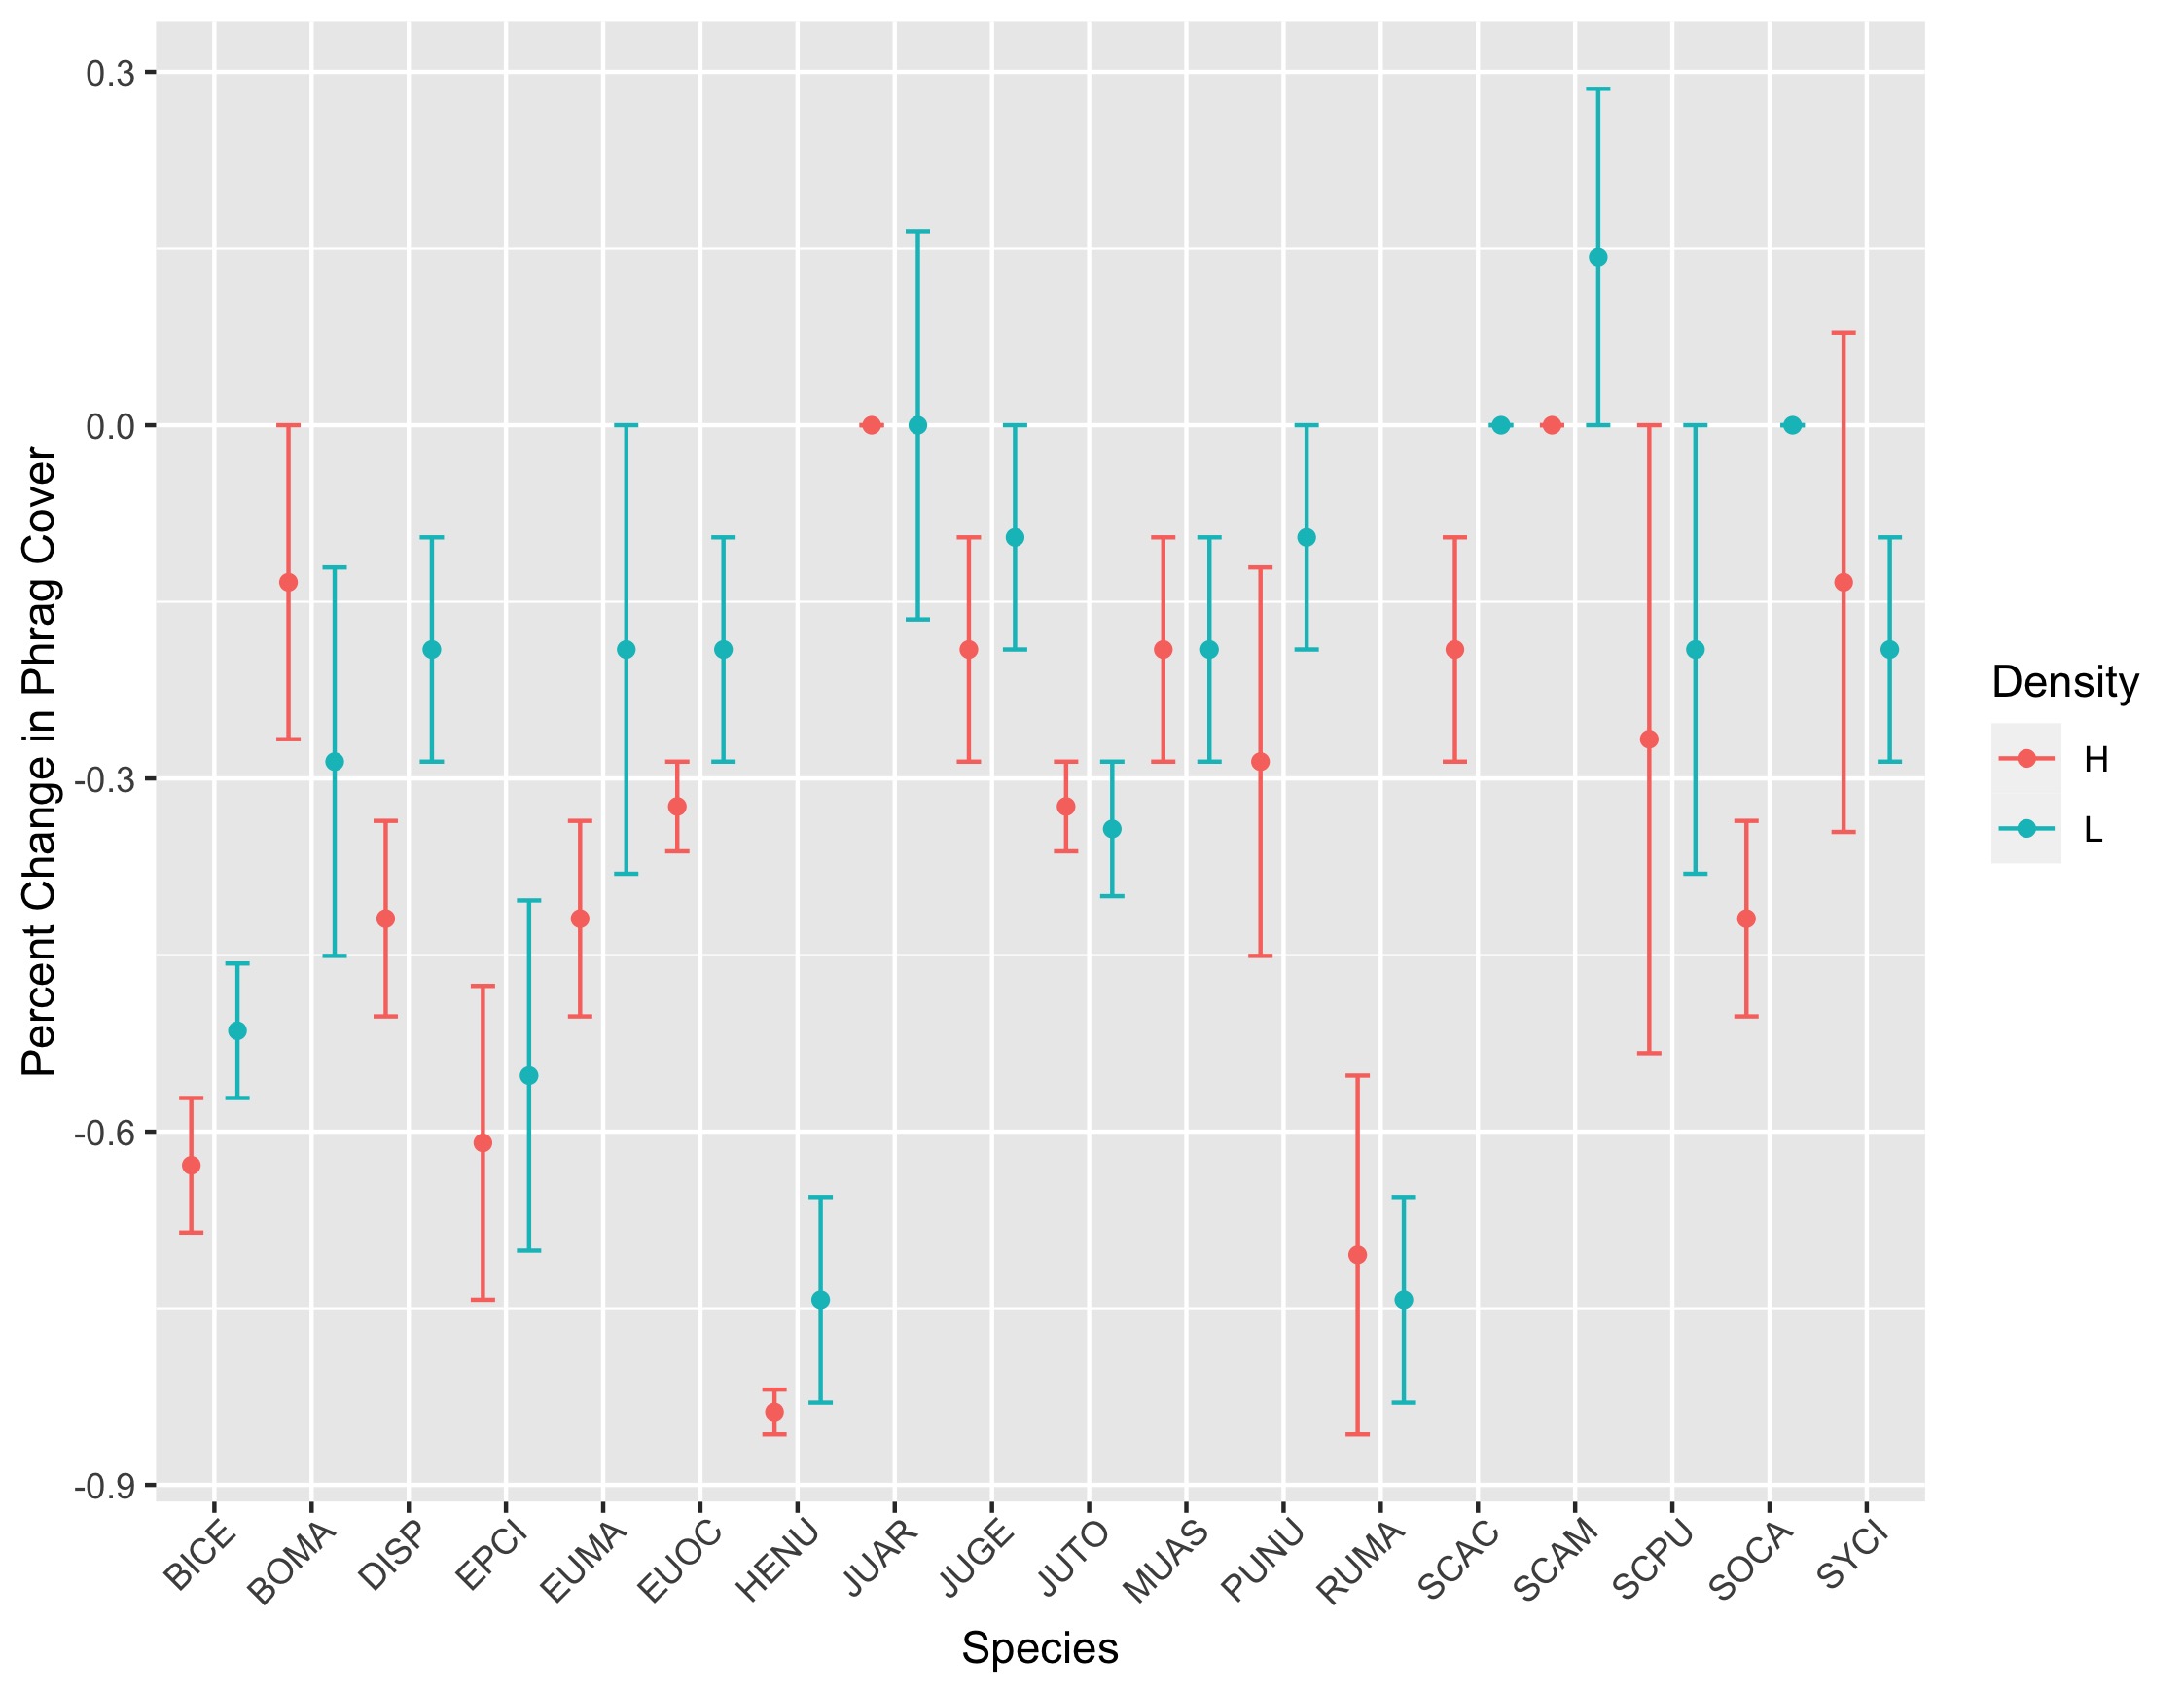 Percent Change in Phrag Cover
0.3
0.0
-0.3
-0.6
-0.9
BICE
BOMA
DISP
EPCI
EUMA
EUOC
HENU
JUAR
JUGE
JUTO
MUAS
PUNU
RUMA
SCAC
SCAM
SCPU
SOCA
SYCI
Species
Density
H
L